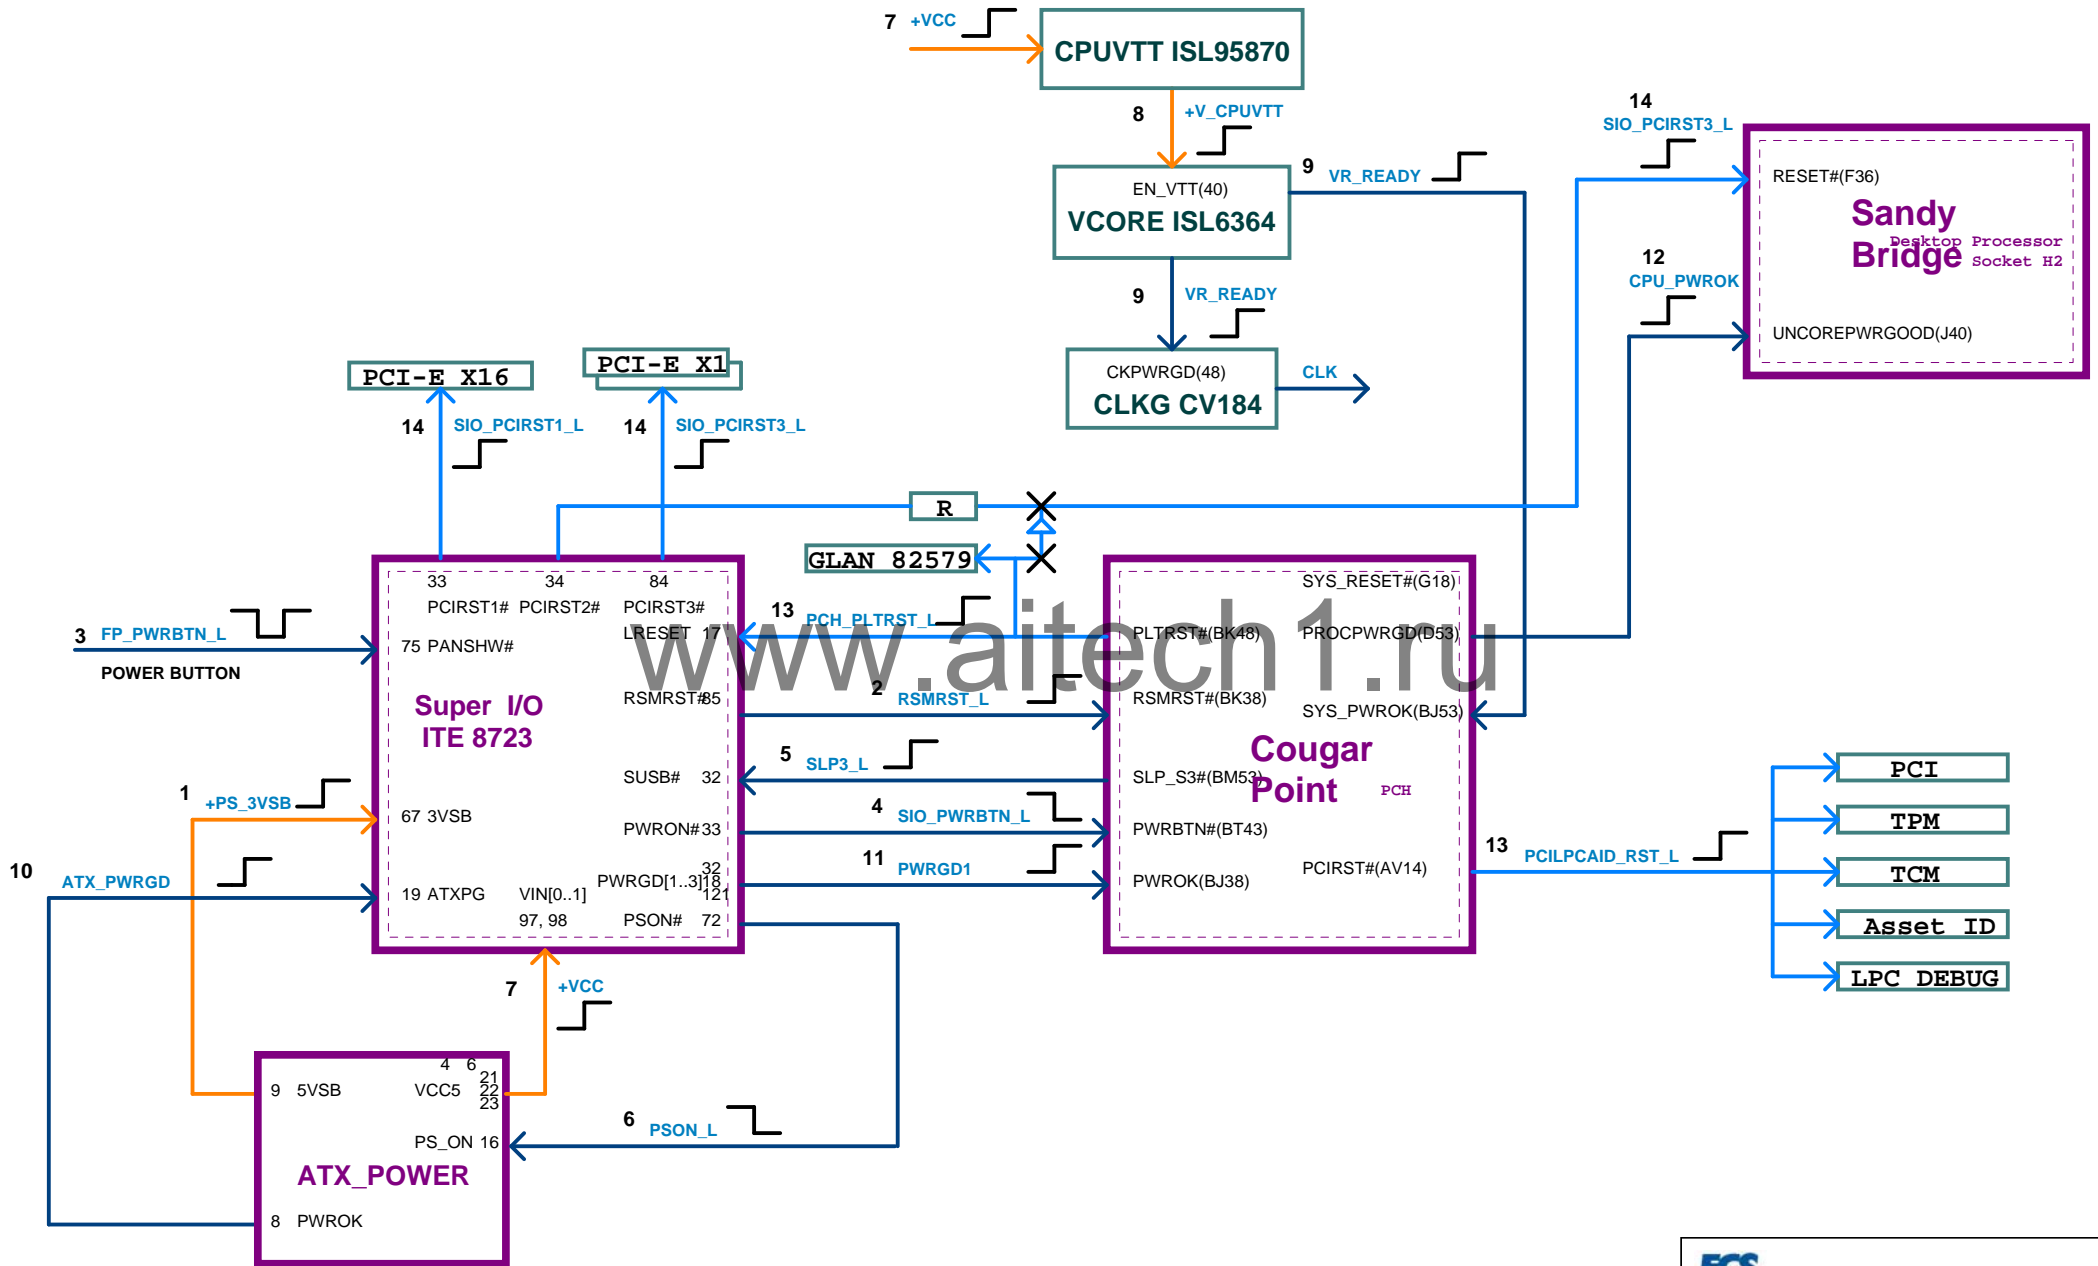 7 +VCC
CPUVTT ISL95870
8 +V_CPUVTT
EN_VTT(40)
VCORE ISL6364
9 VR_READY
9 VR_READY
CKPWRGD(48)
CLKG CV184
CLK
14
SIO_PCIRST3_L
RESET#(F36)
Sandy
Bridge
Desktop Processor
Socket H2
12
CPU_PWROK
UNCOREPWRGOOD(J40)
PCI-E X16
PCI-E X1
14 SIO_PCIRST1_L
14 SIO_PCIRST3_L
R
GLAN 82579
33 34 84
PCIRST1# PCIRST2# PCIRST3#
LRESET 17
3 FP_PWRBTN_L
POWER BUTTON
75 PANSHW#
13 PCH_PLTRST_L
www.aitech1.ru
SYS_RESET#(G18)
PLTRST#(BK48)
PROCPWRGD(D53)
Super I/O
ITE 8723
RSMRST# 85
2 RSMRST_L
RSMRST#(BK38)
SYS_PWROK(BJ53)
Cougar
Point PCH
SUSB# 32
5 SLP3_L
SLP_S3#(BM53)
1 +PS_3VSB
67 3VSB
PWRON# 33
4 SIO_PWRBTN_L
PWRBTN#(BT43)
10 ATX_PWRGD
19 ATXPG
VIN[0..1]
97, 98
32
PWRGD[1..3] 18
121
11 PWRGD1
PWROK(BJ38)
PCIRST#(AV14)
PSON# 72
13 PCILPCAID_RST_L
PCI
TPM
TCM
Asset ID
LPC DEBUG
7 +VCC
4 6
21
9 5VSB
VCC5 22
23
PS_ON 16
6 PSON_L
ATX_POWER
8 PWROK
ECS